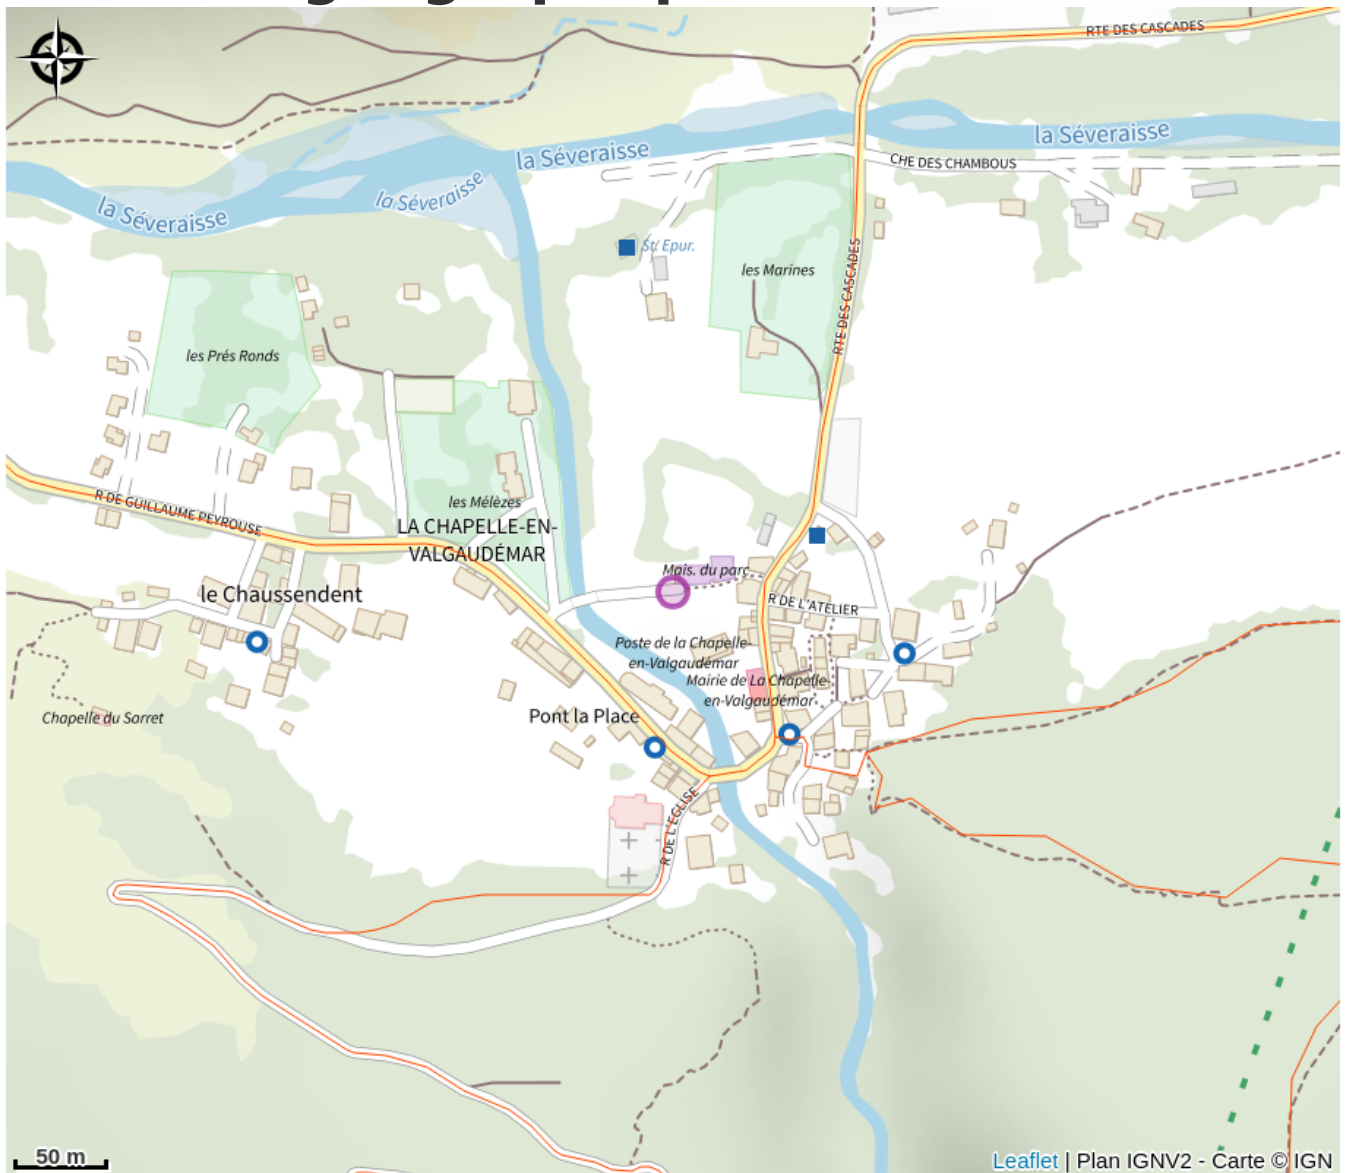 RTE DES CASCADES
la Séveraisse
la Séveraisse
CHE DES CHAMBOUS
la Séveraisse
la Séveraisse
St. Epur.
les Marines
RTE DES CASCADES
les Prés Ronds
R DE GUILLAUME PEYROUSE
les Mélèzes
LA CHAPELLE-EN-
VALGAUDÉMAR
Mais. du parc
le Chaussendent
R DE L'ATELIER
Poste de la Chapelle-
en-Valgaudémar
Mairie de La Chapelle-
en-Valgaudémar
Chapelle du Sarret
Pont la Place
R DE L'EGLISE
50 m
Leaflet | Plan IGNV2 - Carte © IGN